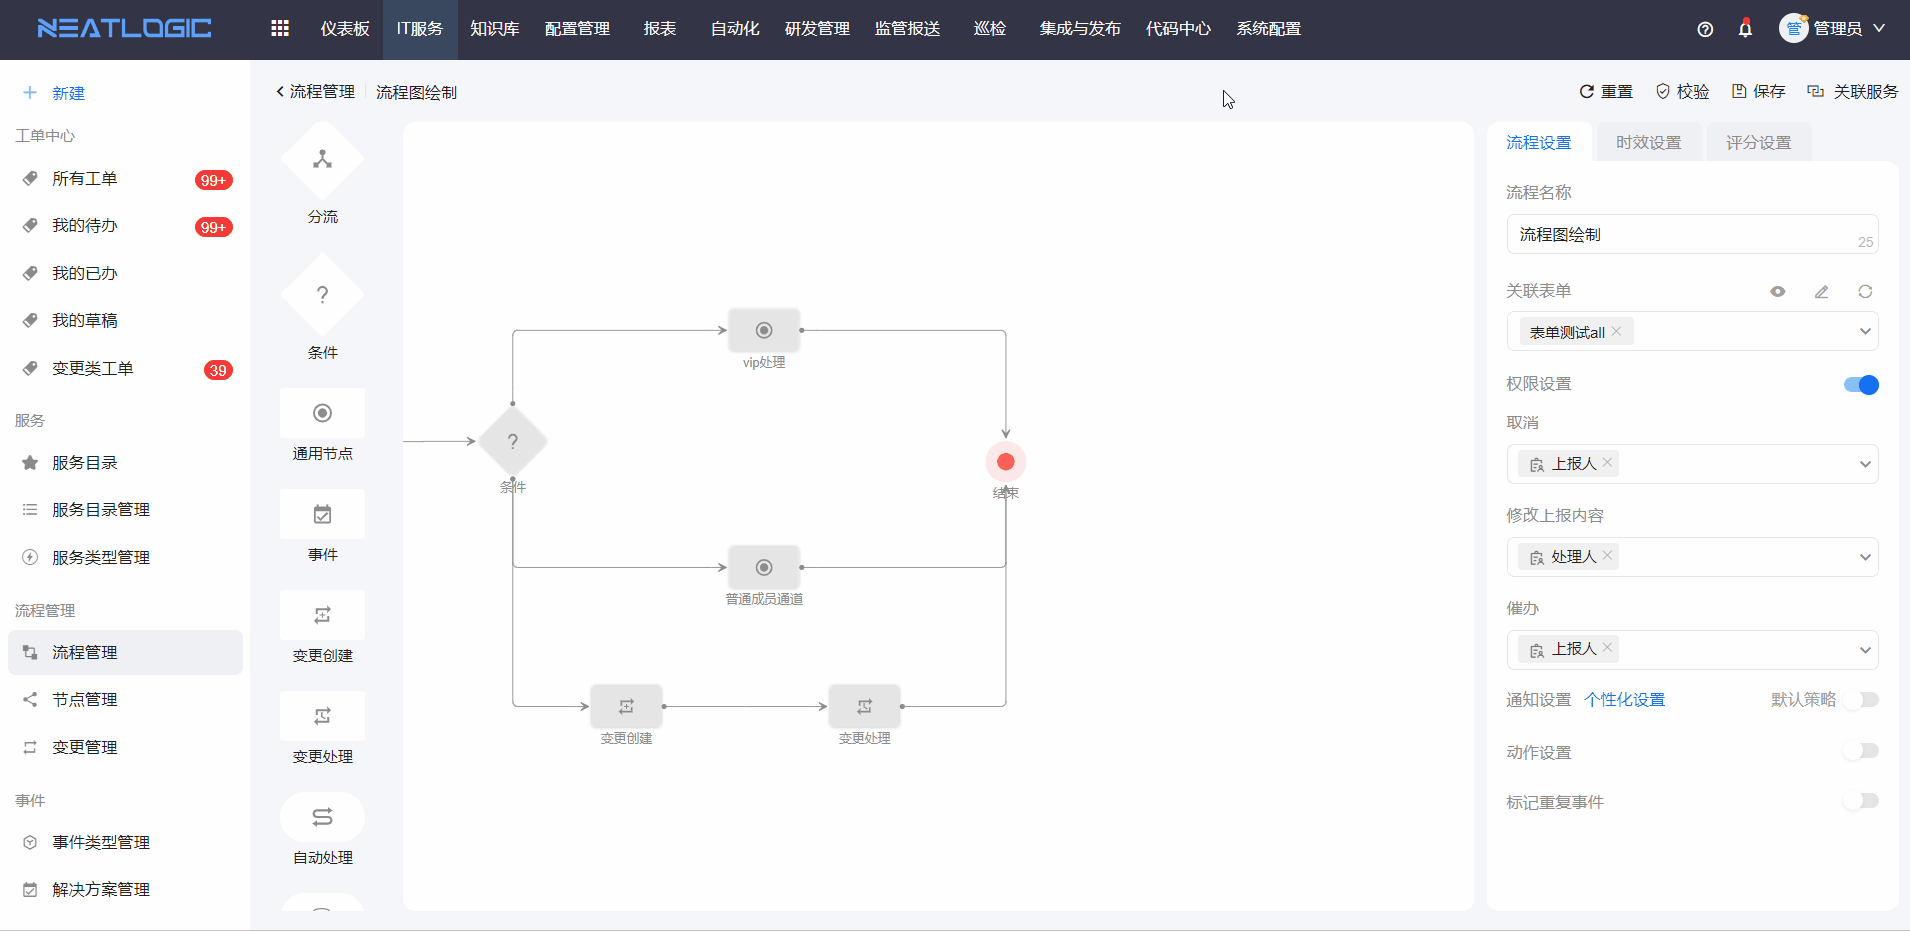 NEATLOGIC
仪表板 IT服务 知识库 配置管理 报表 自动化 研发管理 监管报送 巡检 集成与发布 代码中心 系统配置
管 管理员
新建
工单中心
所有工单 99+
我的待办 99+
我的已办
我的草稿
变更类工单 39
服务
服务目录
服务目录管理
服务类型管理
流程管理
流程管理
节点管理
变更管理
事件
事件类型管理
解决方案管理
流程管理 流程图绘制
重置 校验 保存 关联服务
分流
?
条件
通用节点
事件
变更创建
变更处理
自动处理
vip处理
?
条件
结束
普通成员通道
变更创建
变更处理
流程设置 时效设置 评分设置
流程名称
流程图绘制 25
关联表单
表单测试all
权限设置
取消
上报人
修改上报内容
处理人
催办
上报人
通知设置 个性化设置 默认策略
动作设置
标记重复事件